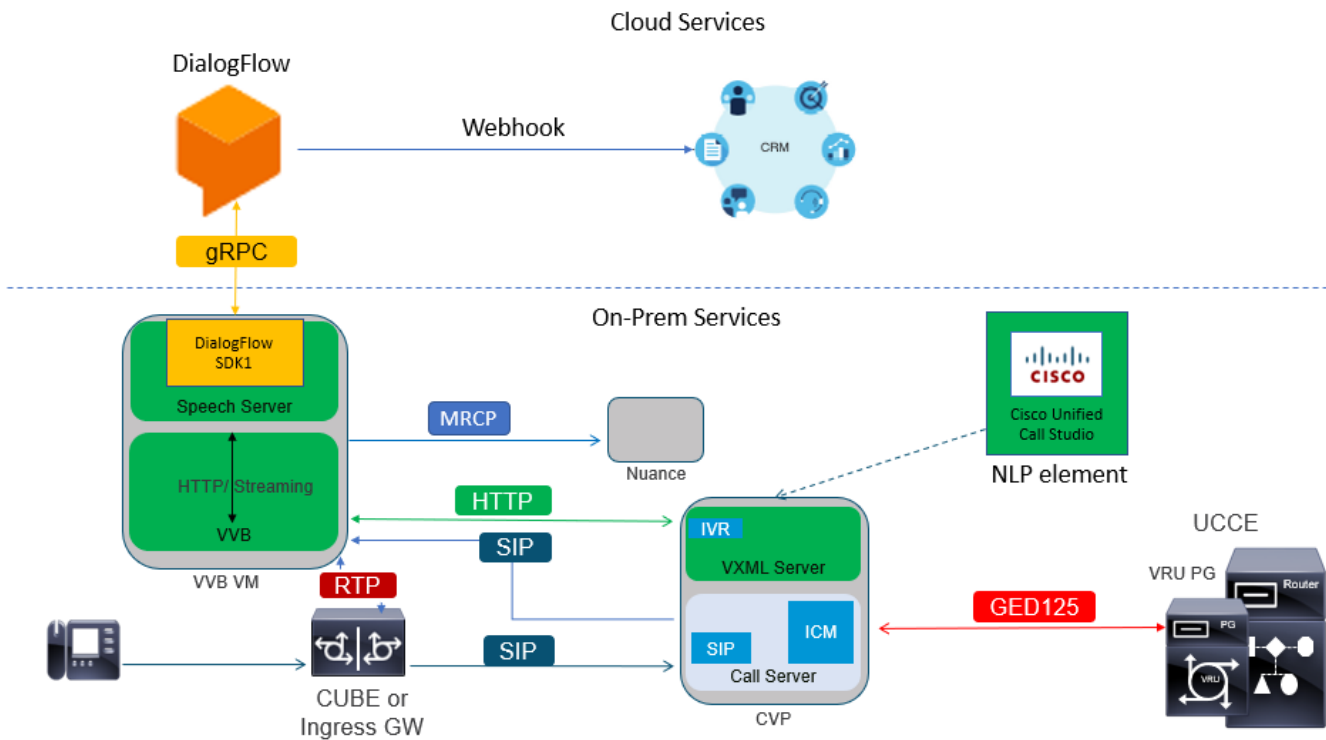 Cloud Services
DialogFlow
Webhook
CRM
gRPC
On-Prem Services
DialogFlow
SDK1
Speech Server
HTTP/ Streaming
VVB
VVB VM
MRCP
Nuance
CISCO
Cisco Unified
Call Studio
NLP element
HTTP
SIP
RTP
IVR
VXML Server
SIP
ICM
Call Server
CVP
SIP
CUBE or
Ingress GW
GED125
UCCE
VRU PG
Router
PG
VRU